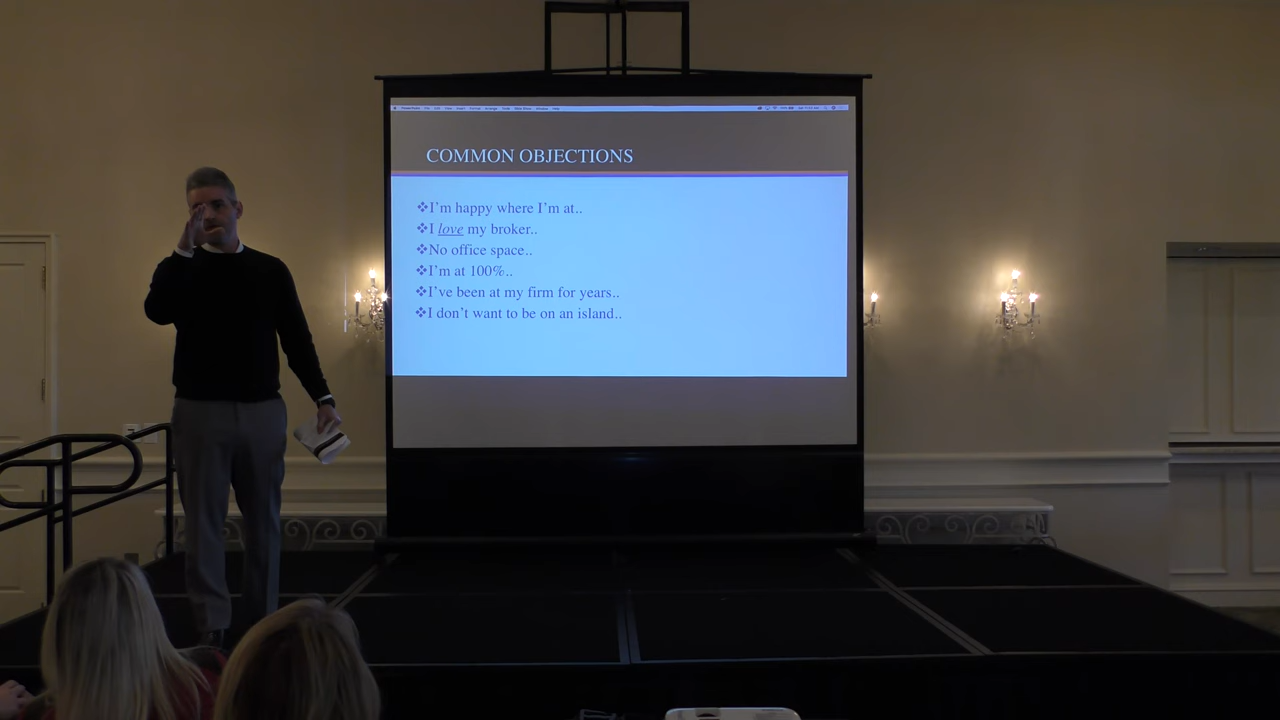 COMMON OBJECTIONS
❖I'm happy where I'm at..
❖I love my broker..
❖No office space..
❖I'm at 100%..
❖I've been at my firm for years..
❖I don't want to be on an island..